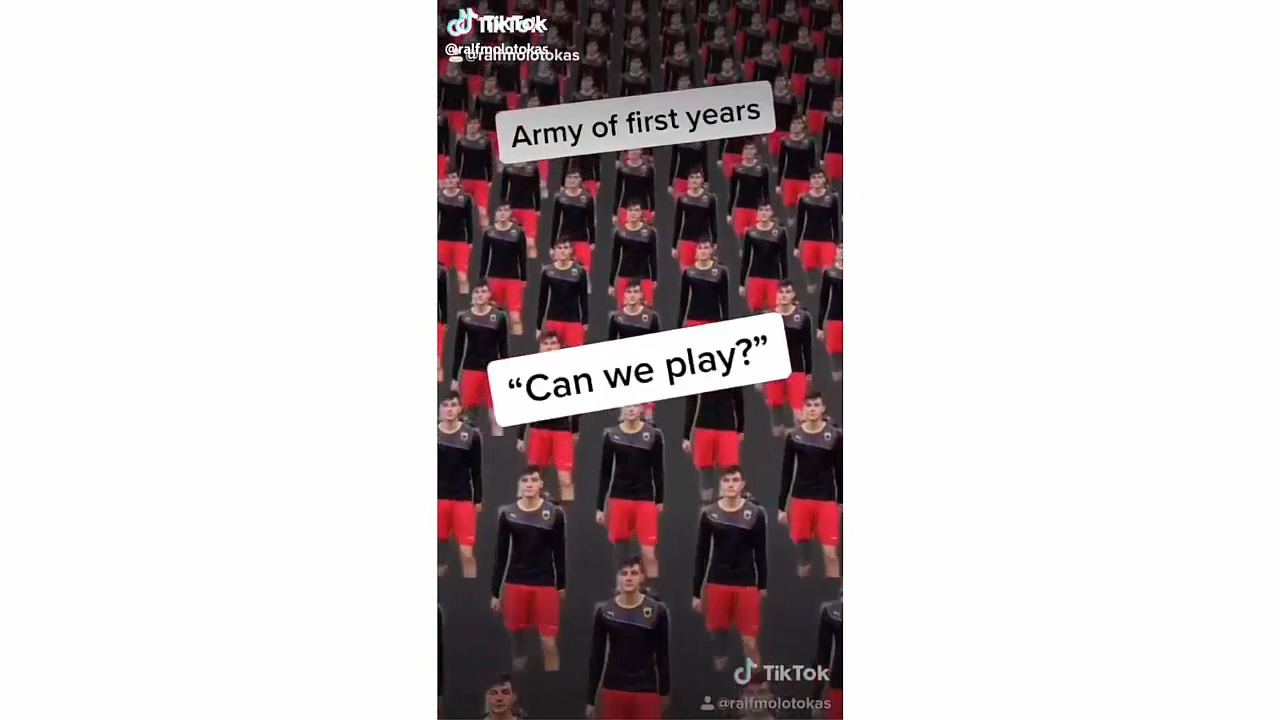 TikTok
@ralfmolotokas
@ralfmolotokas
Army of first years
“Can we play?”
TikTok
@ralfmolotokas